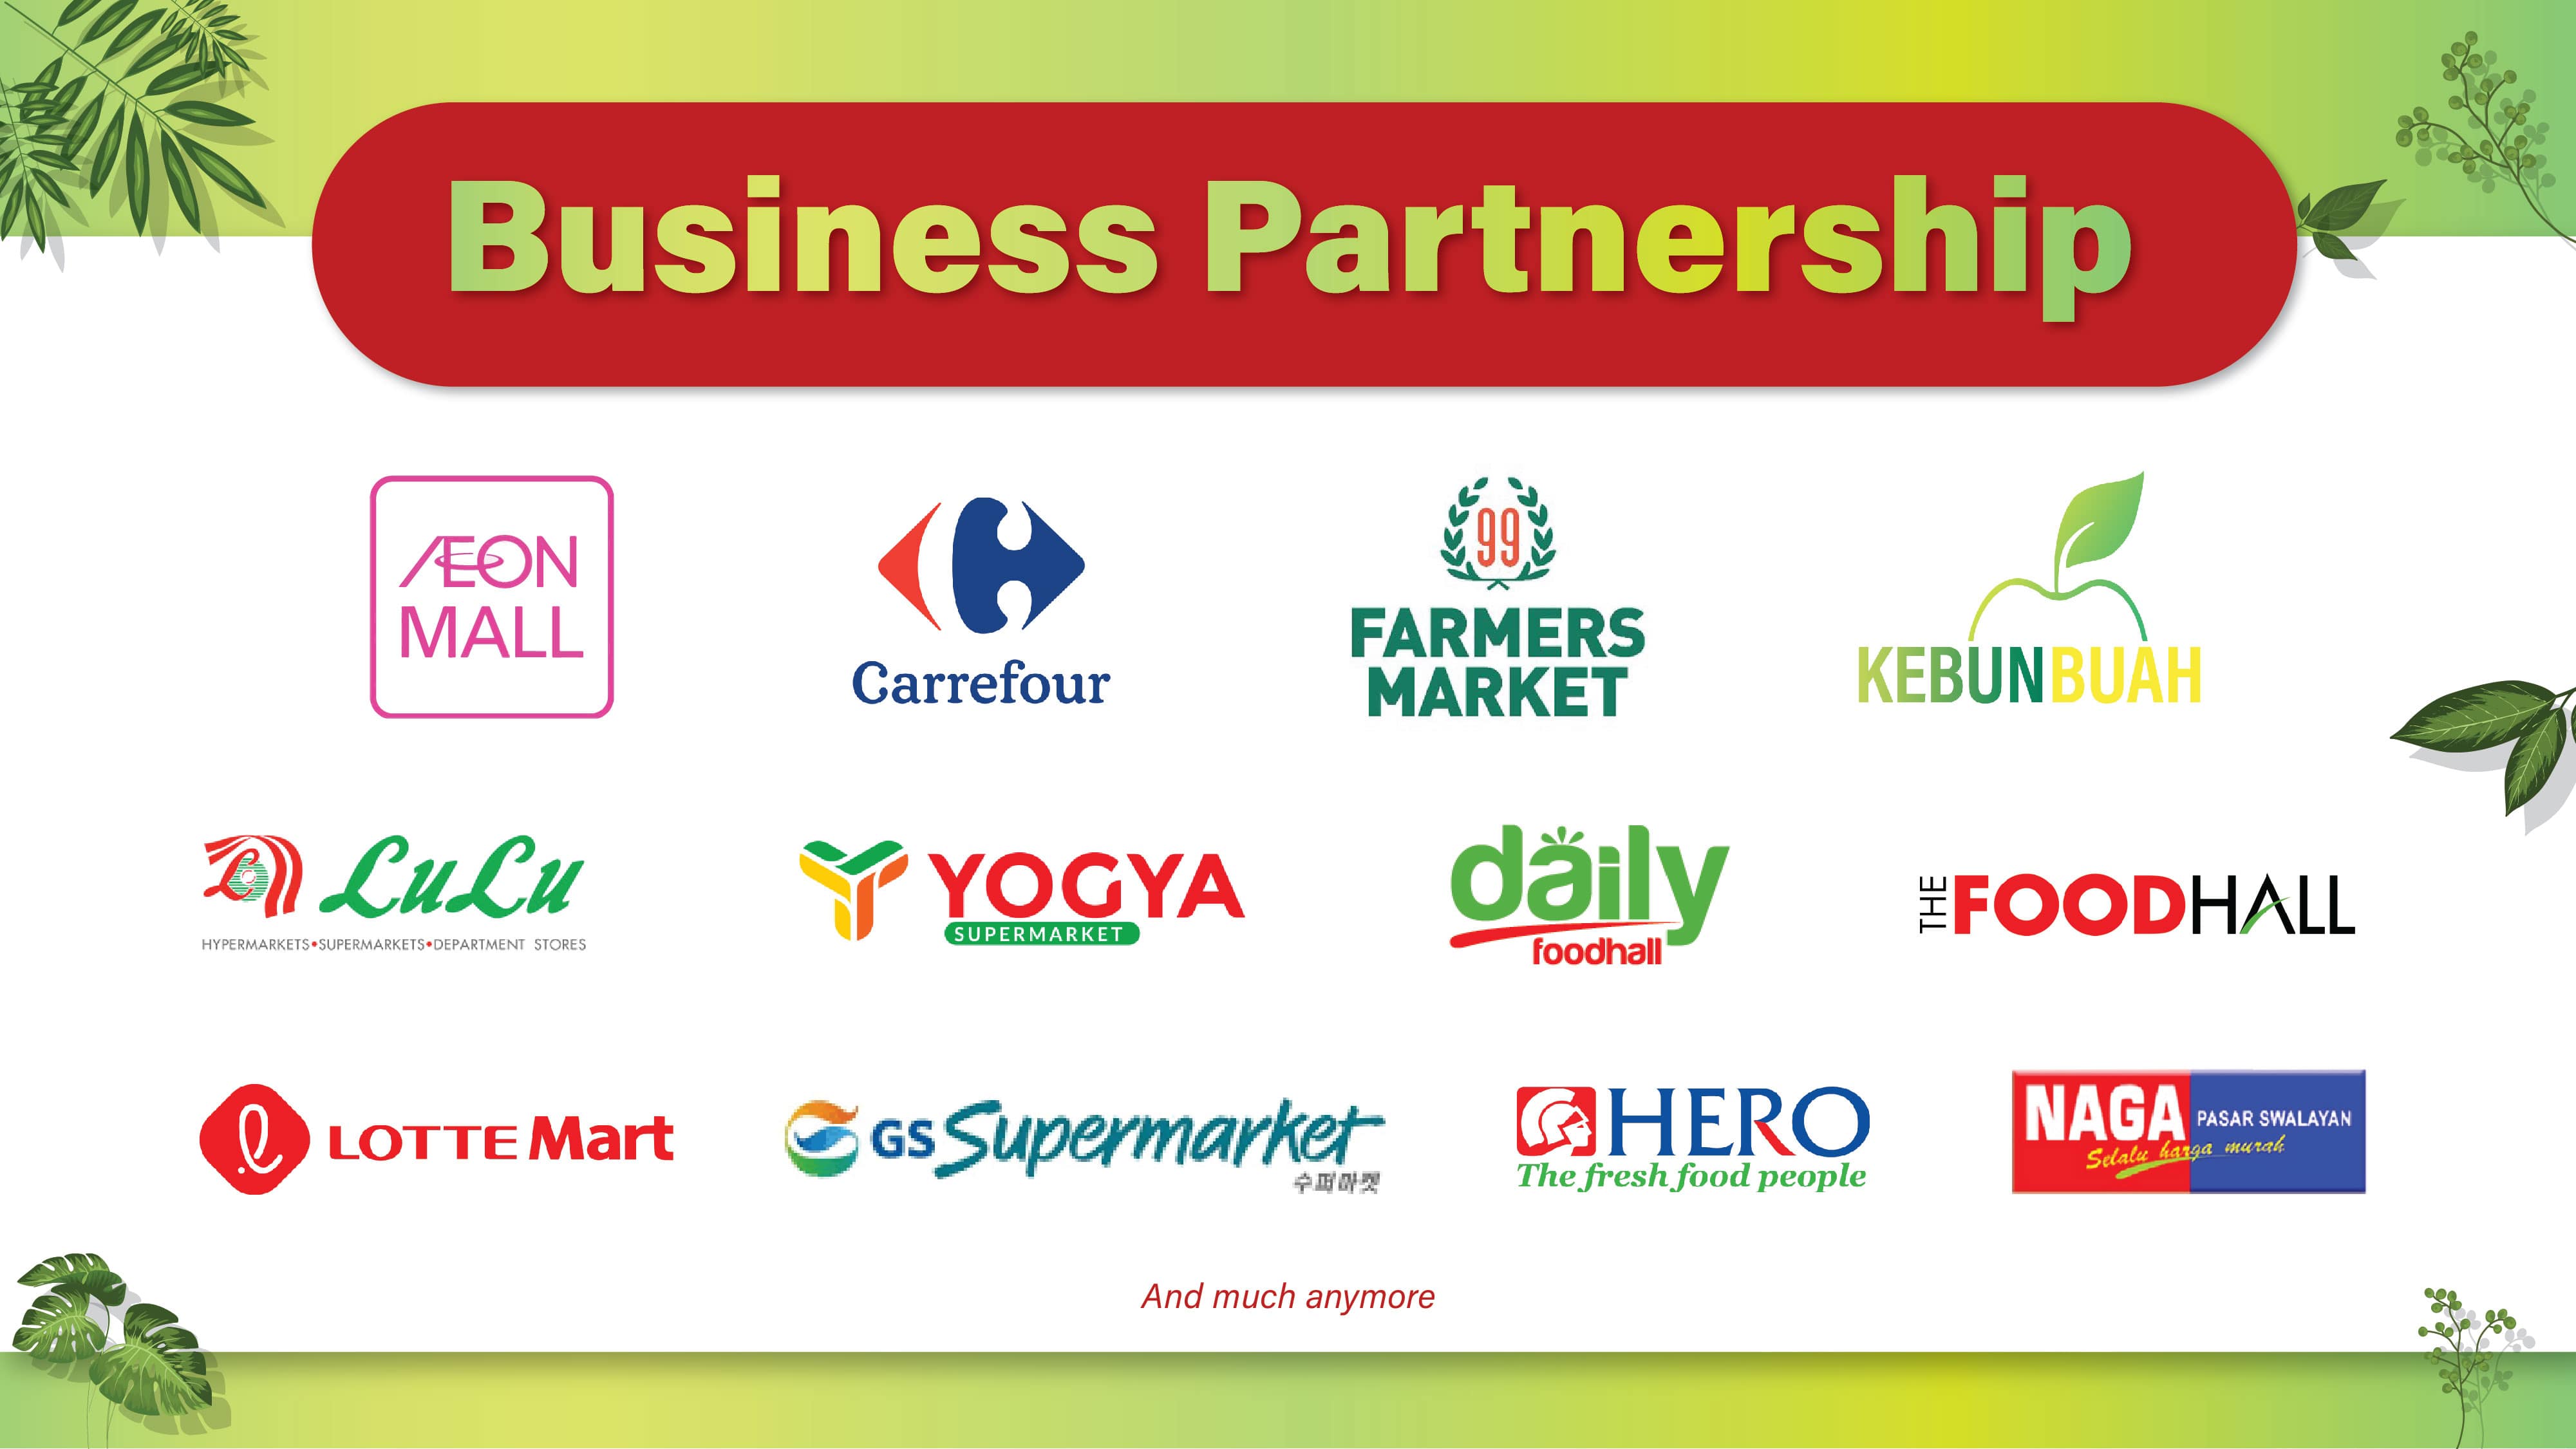 Business Partnership
ÆON
MALL
Carrefour
99
FARMERS
MARKET
KEBUNBUAH
LuLu
HYPERMARKETS•SUPERMARKETS•DEPARTMENT STORES
YOGYA
SUPERMARKET
daily
foodhall
THE FOODHALL
LOTTE Mart
GS Supermarket
수퍼마켓
HERO
The fresh food people
NAGA PASAR SWALAYAN
Selalu harga murah
And much anymore